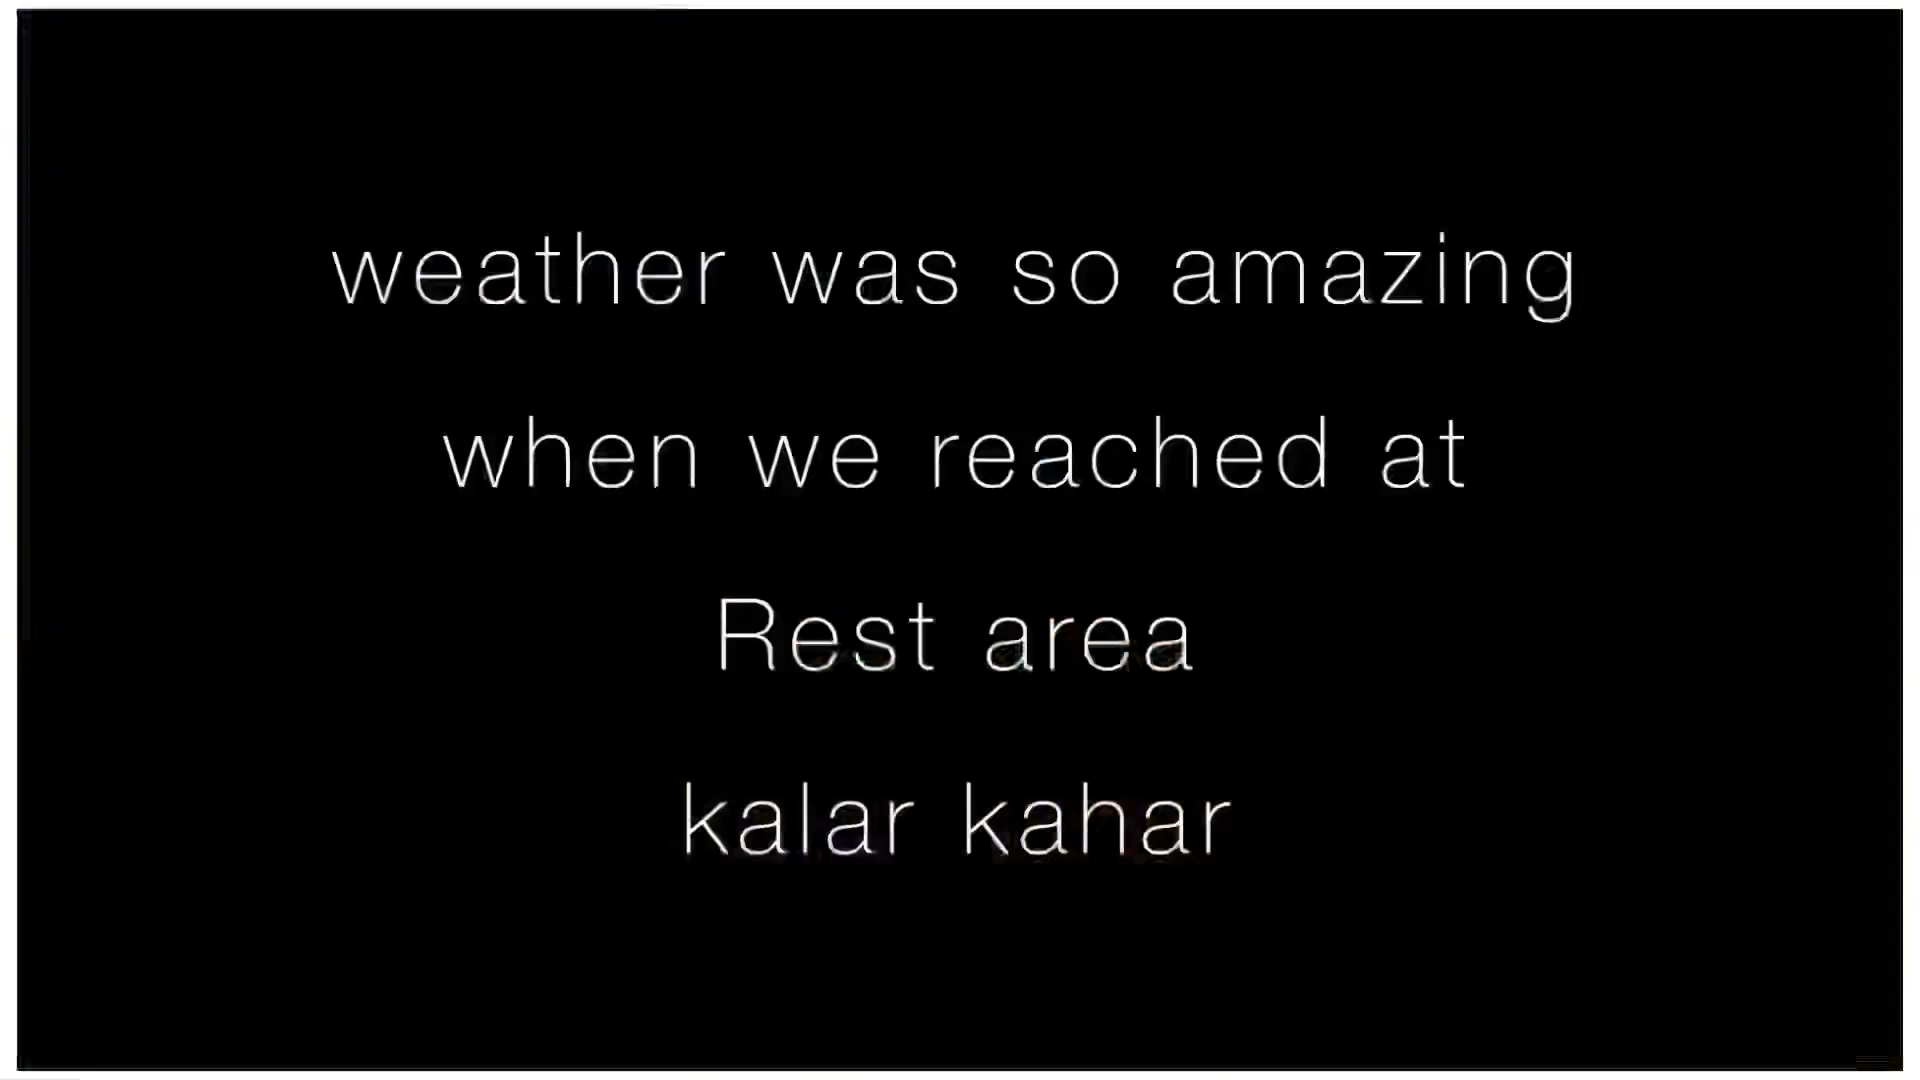 weather was so amazing
when we reached at
Rest area
kalar kahar